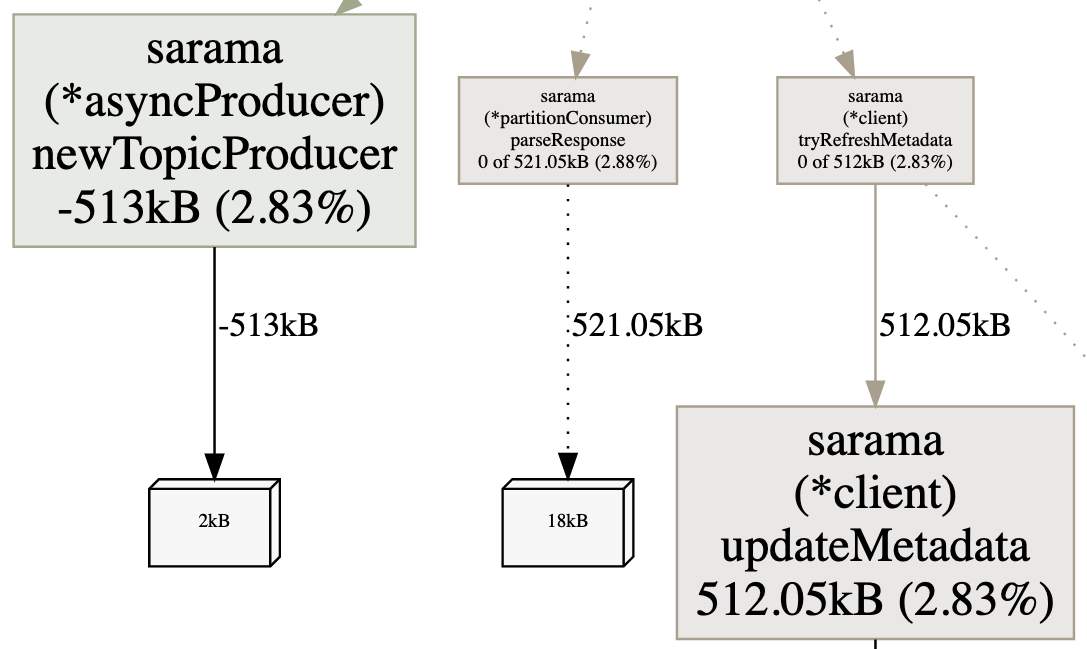 sarama
(*asyncProducer)
newTopicProducer
-513kB (2.83%)
sarama
(*partitionConsumer)
parseResponse
0 of 521.05kB (2.88%)
sarama
(*client)
tryRefreshMetadata
0 of 512kB (2.83%)
-513kB
521.05kB
512.05kB
2kB
18kB
sarama
(*client)
updateMetadata
512.05kB (2.83%)